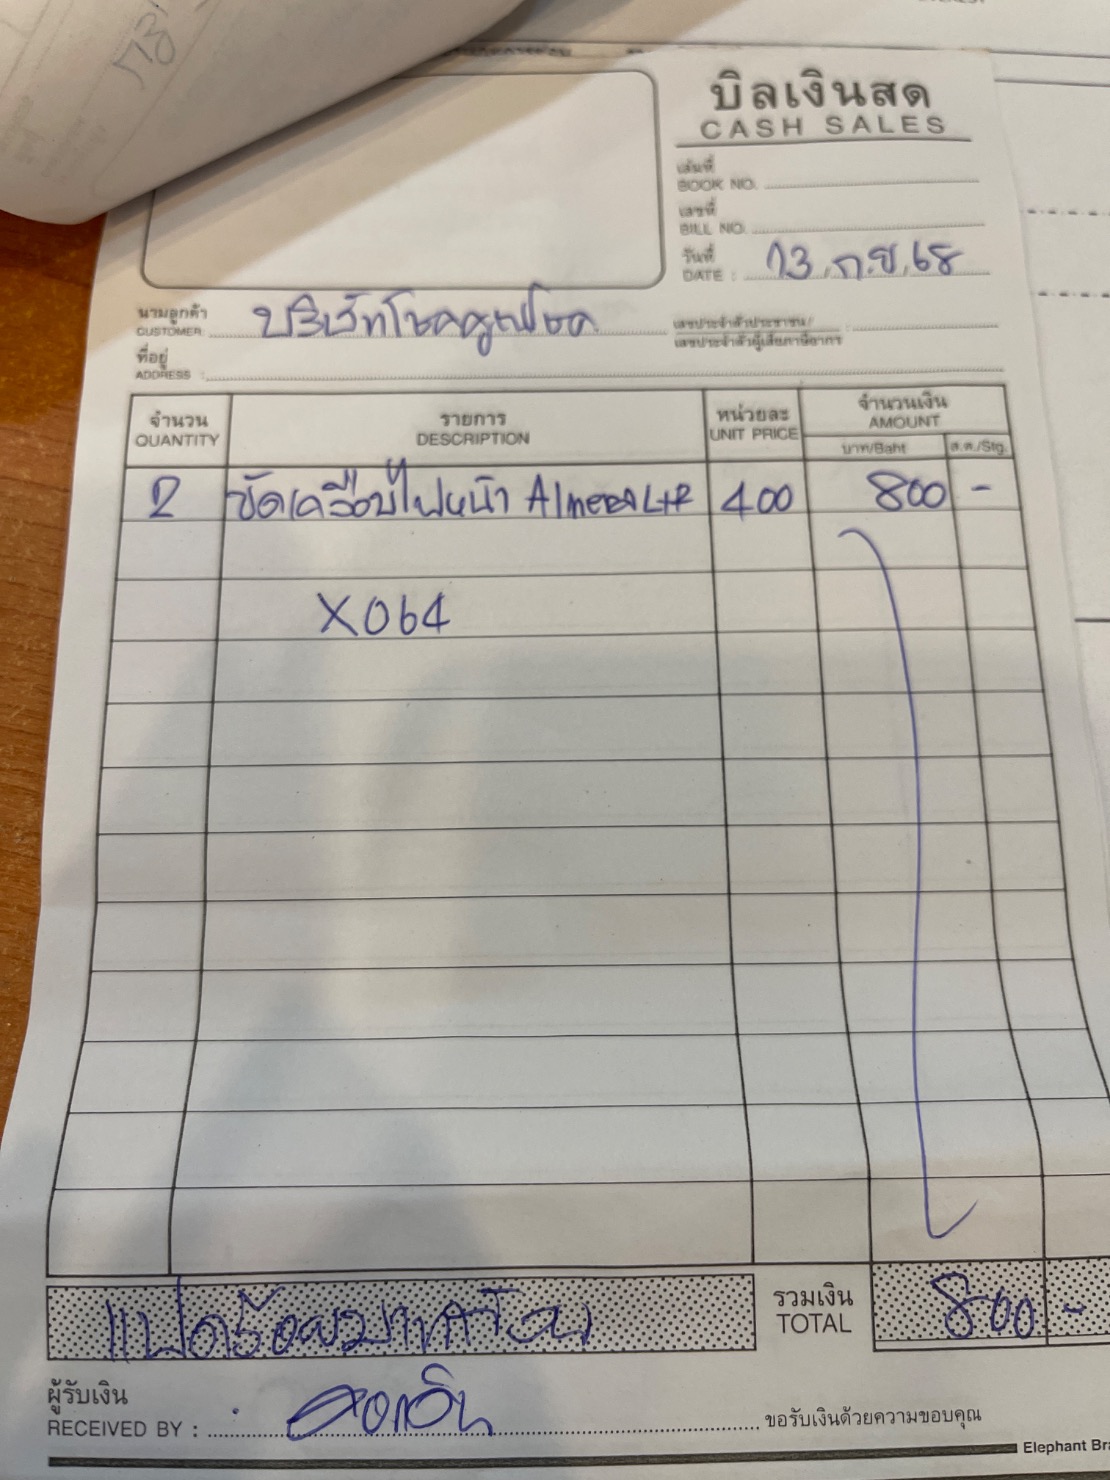 บิลเงินสด
CASH SALES
เล่มที่
BOOK NO.
เลขที่
BILL NO.
วันที่
DATE : 13, ก.ย, 68
นามลูกค้า
CUSTOMER: บริษัทโชคคูณโชค
เลขประจำตัวประชาชน/ :
เลขประจำตัวผู้เสียภาษีอากร
ที่อยู่
ADDRESS :
จำนวน รายการ หน่วยละ จำนวนเงิน
QUANTITY DESCRIPTION UNIT PRICE AMOUNT
บาท/Baht ส.ต./Stg.
2 ขัดเคลือบไฟหน้า Almera L+R 400 800 -
X064
แปดร้อยบาทถ้วน รวมเงิน 800 -
TOTAL
ผู้รับเงิน
RECEIVED BY : ขอรับเงินด้วยความขอบคุณ
Elephant Bra